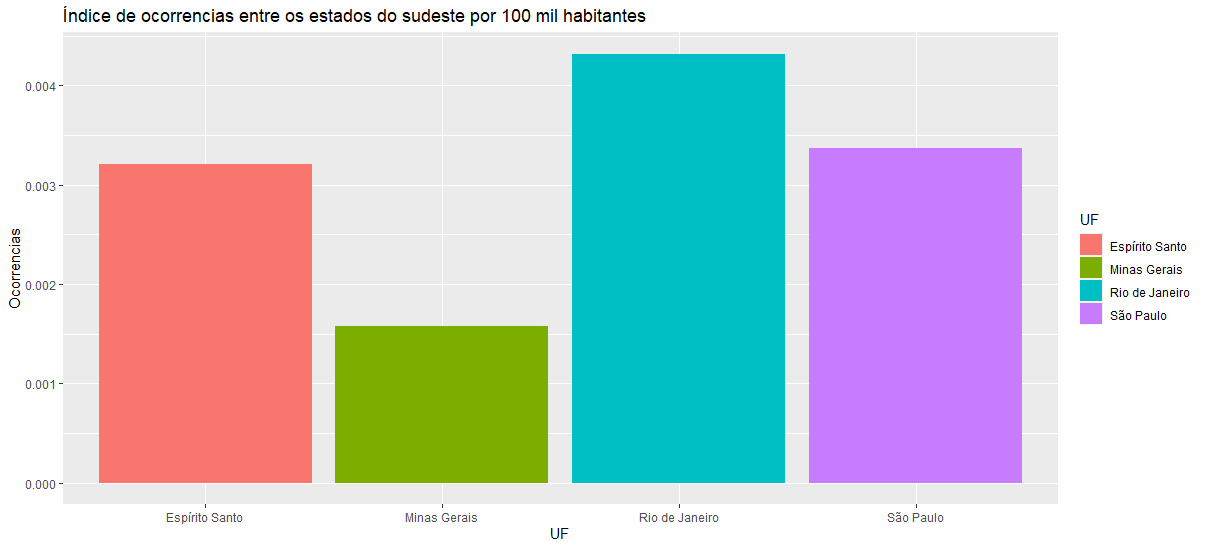 Índice de ocorrencias entre os estados do sudeste por 100 mil habitantes
Ocorrencias
0.004
0.003
0.002
0.001
0.000
Espírito Santo
Minas Gerais
Rio de Janeiro
São Paulo
UF
UF
Espírito Santo
Minas Gerais
Rio de Janeiro
São Paulo